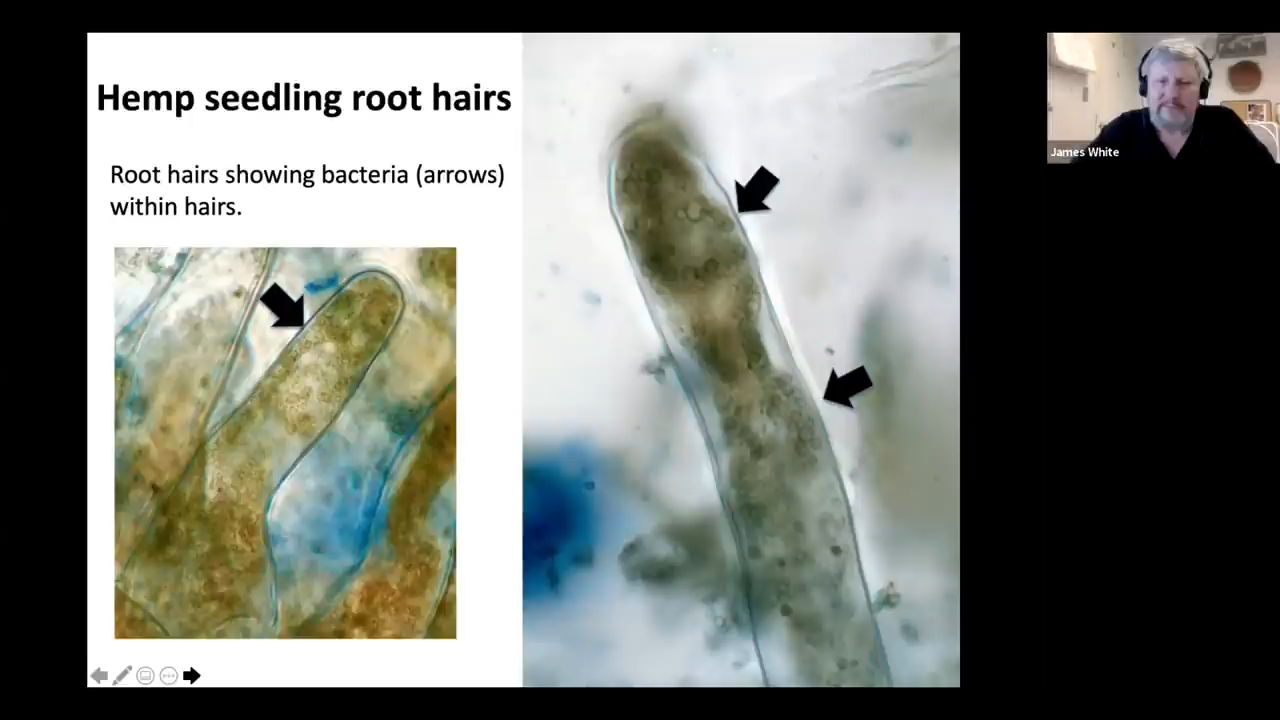 Hemp seedling root hairs
Root hairs showing bacteria (arrows)
within hairs.
James White